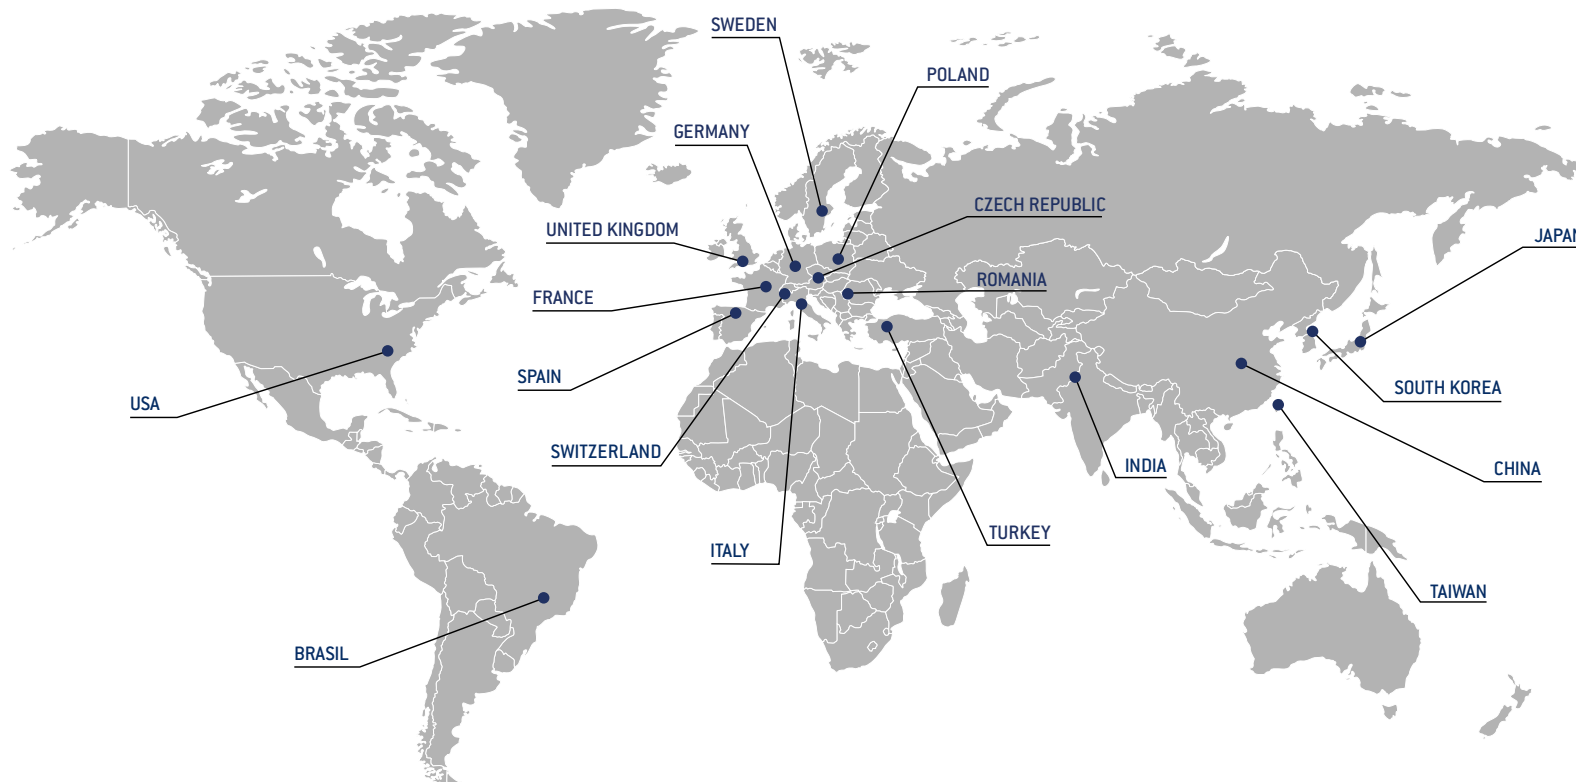 SWEDEN
POLAND
GERMANY
CZECH REPUBLIC
UNITED KINGDOM
JAPAN
ROMANIA
FRANCE
SPAIN
SOUTH KOREA
USA
SWITZERLAND
INDIA
CHINA
TURKEY
ITALY
TAIWAN
BRASIL